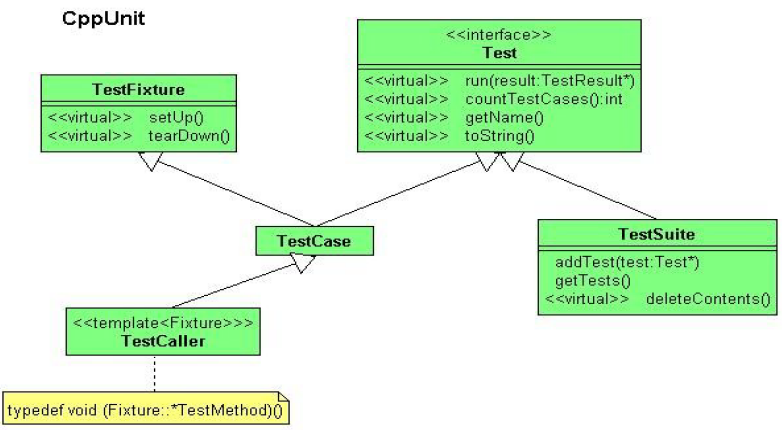 CppUnit
<<interface>>
Test
<<virtual>> run(result:TestResult*)
<<virtual>> countTestCases():int
<<virtual>> getName()
<<virtual>> toString()
TestFixture
<<virtual>> setUp()
<<virtual>> tearDown()
TestCase
TestSuite
addTest(test:Test*)
getTests()
<<virtual>> deleteContents()
<<template<Fixture>>>
TestCaller
typedef void (Fixture::*TestMethod)()